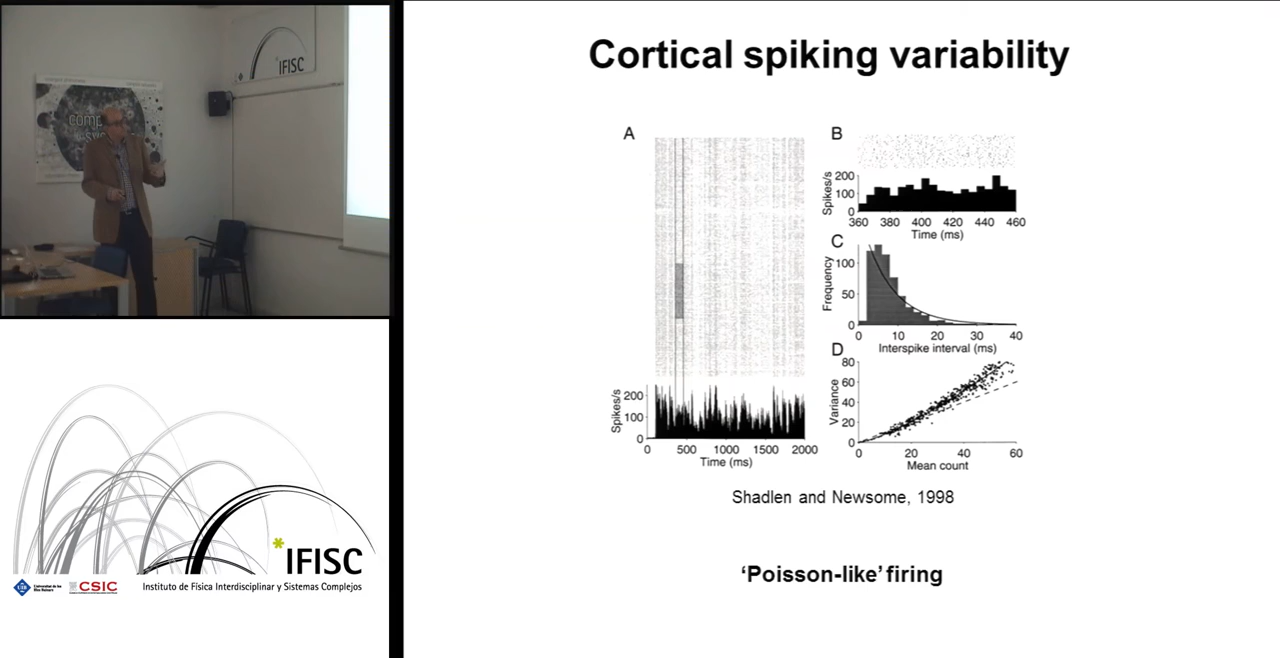 Cortical spiking variability
A
Spikes/s
200
100
0
0 500 1000 1500 2000
Time (ms)
B
Spikes/s
200
100
0
360 380 400 420 440 460
Time (ms)
C
Frequency
100
50
0
0 10 20 30 40
Interspike interval (ms)
D
Variance
80
60
40
20
0
0 20 40 60
Mean count
Shadlen and Newsome, 1998
‘Poisson-like’ firing
*IFISC
comp
sys
*IFISC
UIB
CSIC
Instituto de Física Interdisciplinar y Sistemas Complejos